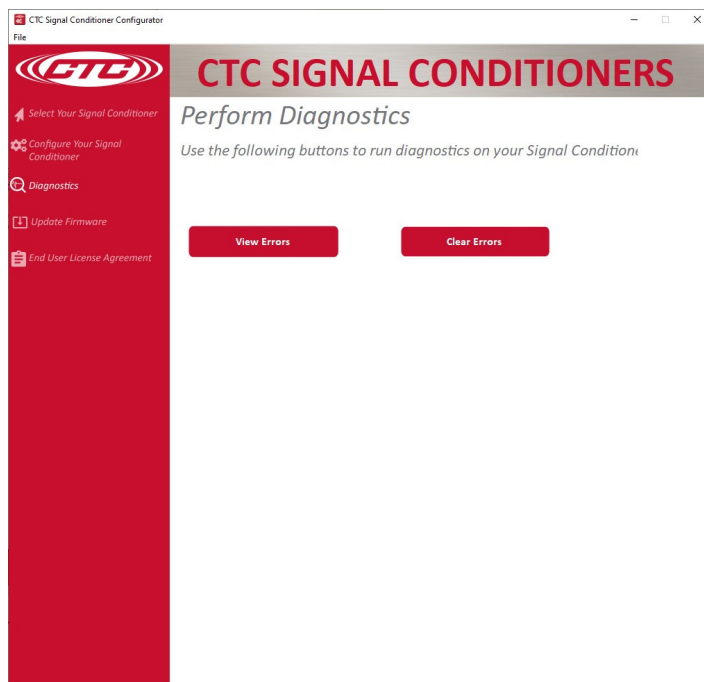 CTC Signal Conditioner Configurator
File
CTC
CTC SIGNAL CONDITIONERS
Select Your Signal Conditioner
Configure Your Signal
Conditioner
Diagnostics
Update Firmware
End User License Agreement
Perform Diagnostics
Use the following buttons to run diagnostics on your Signal
View Errors
Clear Errors